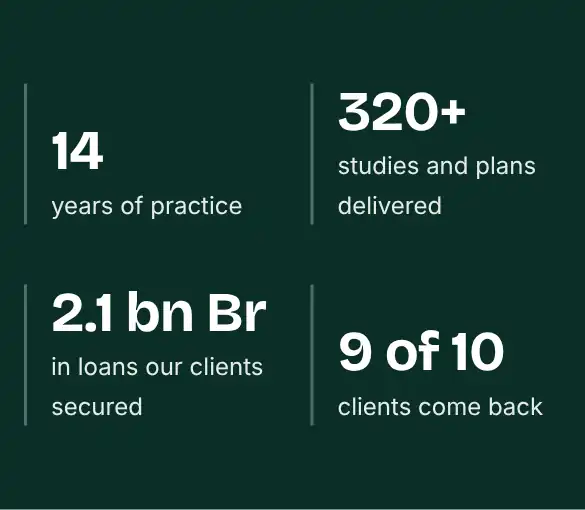 14
years of practice
320+
studies and plans
delivered
2.1 bn Br
in loans our clients
secured
9 of 10
clients come back